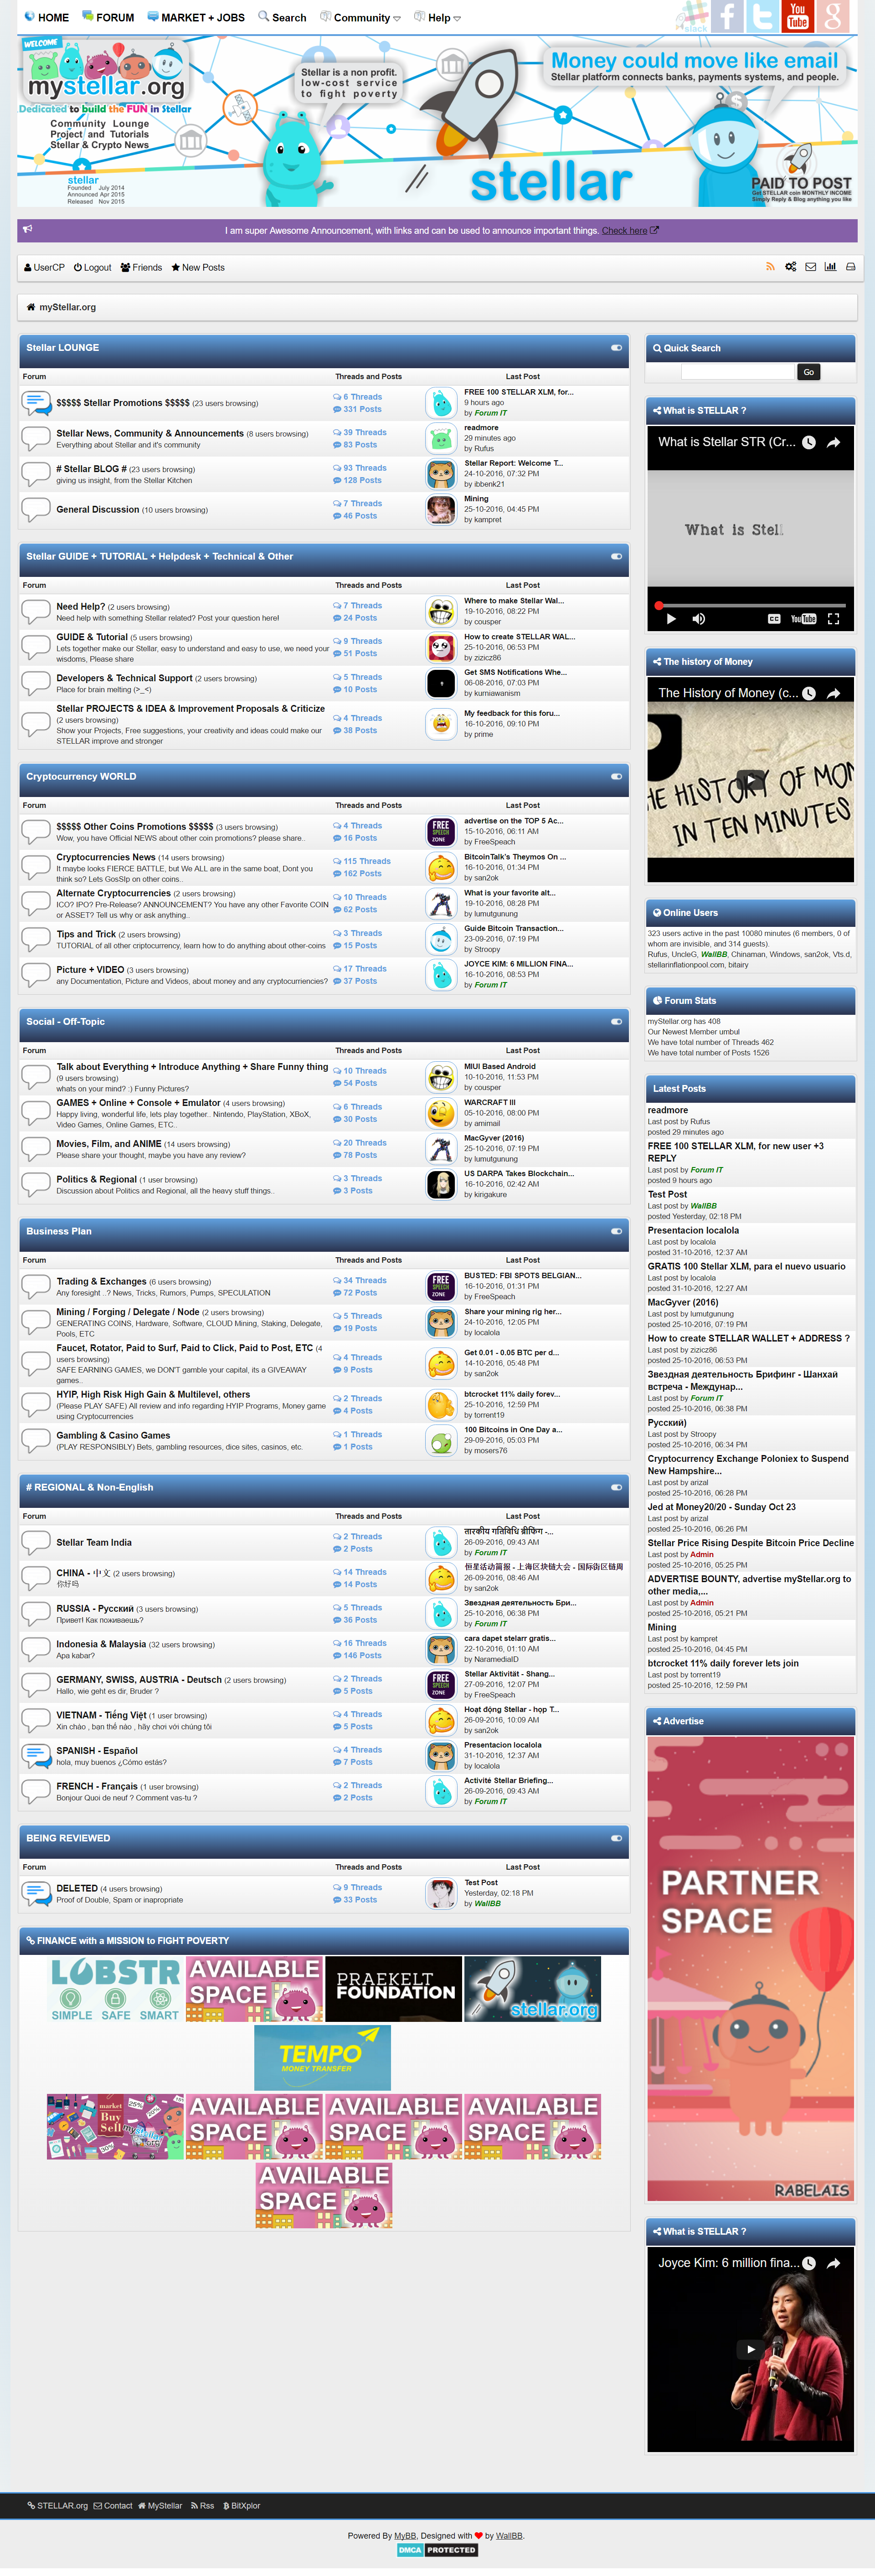 HOME FORUM MARKET + JOBS Search Community Help
slack
You Tube
WELCOME
mystellar.org
Dedicated to build the FUN in Stellar
Community Lounge
Project and Tutorials
Stellar & Crypto News
stellar
Founded July 2014
Announced Apr 2015
Released Nov 2015
Stellar is a non profit.
low-cost service
to fight poverty
Money could move like email
Stellar platform connects banks, payments systems, and people.
stellar
PAID TO POST
Get STELLAR coin MONTHLY INCOME
Simply Reply & Blog anything you like
I am super Awesome Announcement, with links and can be used to announce important things. Check here
UserCP Logout Friends New Posts
myStellar.org
Stellar LOUNGE
Forum Threads and Posts Last Post
$$$$$ Stellar Promotions $$$$$ (23 users browsing)
6 Threads
331 Posts
FREE 100 STELLAR XLM, for...
9 hours ago
by Forum IT
Stellar News, Community & Announcements (8 users browsing)
Everything about Stellar and it's community
39 Threads
83 Posts
readmore
29 minutes ago
by Rufus
# Stellar BLOG # (23 users browsing)
giving us insight, from the Stellar Kitchen
93 Threads
128 Posts
Stellar Report: Welcome T...
24-10-2016, 07:32 PM
by ibbenk21
General Discussion (10 users browsing)
7 Threads
46 Posts
Mining
25-10-2016, 04:45 PM
by kampret
Stellar GUIDE + TUTORIAL + Helpdesk + Technical & Other
Forum Threads and Posts Last Post
Need Help? (2 users browsing)
Need help with something Stellar related? Post your question here!
7 Threads
24 Posts
Where to make Stellar Wal...
19-10-2016, 08:22 PM
by cousper
GUIDE & Tutorial (5 users browsing)
Lets together make our Stellar, easy to understand and easy to use, we need your
wisdoms, Please share
9 Threads
51 Posts
How to create STELLAR WAL...
25-10-2016, 06:53 PM
by zizicz86
Developers & Technical Support (2 users browsing)
Place for brain melting (>_<)
5 Threads
10 Posts
Get SMS Notifications Whe...
06-08-2016, 07:03 PM
by kurniawanism
Stellar PROJECTS & IDEA & Improvement Proposals & Criticize
(2 users browsing)
Show your Projects, Free suggestions, your creativity and ideas could make our
STELLAR improve and stronger
4 Threads
38 Posts
My feedback for this foru...
16-10-2016, 09:10 PM
by prime
Cryptocurrency WORLD
Forum Threads and Posts Last Post
$$$$$ Other Coins Promotions $$$$$ (3 users browsing)
Wow, you have Official NEWS about other coin promotions? please share..
4 Threads
16 Posts
FREE SPEECH ZONE
advertise on the TOP 5 Ac...
15-10-2016, 06:11 AM
by FreeSpeach
Cryptocurrencies News (14 users browsing)
It maybe looks FIERCE BATTLE, but We ALL are in the same boat, Dont you
think so? Lets GosSIp on other coins..
115 Threads
162 Posts
BitcoinTalk's Theymos On ...
16-10-2016, 01:34 PM
by san2ok
Alternate Cryptocurrencies (2 users browsing)
ICO? IPO? Pre-Release? ANNOUNCEMENT? You have any other Favorite COIN
or ASSET? Tell us why or ask anything..
10 Threads
62 Posts
What is your favorite alt...
19-10-2016, 08:28 PM
by lumutgunung
Tips and Trick (2 users browsing)
TUTORIAL of all other criptocurrency, learn how to do anything about other-coins
3 Threads
15 Posts
Guide Bitcoin Transaction...
23-09-2016, 07:19 PM
by Stroopy
Picture + VIDEO (3 users browsing)
any Documentation, Picture and Videos, about money and any cryptocurriencies?
17 Threads
37 Posts
JOYCE KIM: 6 MILLION FINA...
16-10-2016, 08:53 PM
by Forum IT
Social - Off-Topic
Forum Threads and Posts Last Post
Talk about Everything + Introduce Anything + Share Funny thing
(9 users browsing)
whats on your mind? :) Funny Pictures?
10 Threads
54 Posts
MIUI Based Android
10-10-2016, 11:53 PM
by cousper
GAMES + Online + Console + Emulator (4 users browsing)
Happy living, wonderful life, lets play together.. Nintendo, PlayStation, XBoX,
Video Games, Online Games, ETC..
6 Threads
30 Posts
WARCRAFT III
05-10-2016, 08:00 PM
by amimail
Movies, Film, and ANIME (14 users browsing)
Please share your thought, maybe you have any review?
20 Threads
78 Posts
MacGyver (2016)
25-10-2016, 07:19 PM
by lumutgunung
Politics & Regional (1 user browsing)
Discussion about Politics and Regional, all the heavy stuff things..
3 Threads
3 Posts
US DARPA Takes Blockchain...
16-10-2016, 02:42 AM
by kirigakure
Business Plan
Forum Threads and Posts Last Post
Trading & Exchanges (6 users browsing)
Any foresight ..? News, Tricks, Rumors, Pumps, SPECULATION
34 Threads
72 Posts
FREE SPEECH ZONE
BUSTED: FBI SPOTS BELGIAN...
16-10-2016, 01:31 PM
by FreeSpeach
Mining / Forging / Delegate / Node (2 users browsing)
GENERATING COINS, Hardware, Software, CLOUD Mining, Staking, Delegate,
Pools, ETC
5 Threads
19 Posts
Share your mining rig her...
24-10-2016, 12:05 PM
by localola
Faucet, Rotator, Paid to Surf, Paid to Click, Paid to Post, ETC (4
users browsing)
SAFE EARNING GAMES, we DON'T gamble your capital, its a GIVEAWAY
games..
4 Threads
9 Posts
Get 0.01 - 0.05 BTC per d...
14-10-2016, 05:48 PM
by san2ok
HYIP, High Risk High Gain & Multilevel, others
(Please PLAY SAFE) All review and info regarding HYIP Programs, Money game
using Cryptocurrencies
2 Threads
4 Posts
btcrocket 11% daily forev...
25-10-2016, 12:59 PM
by torrent19
Gambling & Casino Games
(PLAY RESPONSIBLY) Bets, gambling resources, dice sites, casinos, etc.
1 Threads
1 Posts
100 Bitcoins in One Day a...
29-09-2016, 05:03 PM
by mosers76
# REGIONAL & Non-English
Forum Threads and Posts Last Post
Stellar Team India
2 Threads
2 Posts
तारकीय गतिविधि ब्रीफिंग -...
26-09-2016, 09:43 AM
by Forum IT
CHINA - 中文 (2 users browsing)
你好吗
14 Threads
14 Posts
恒星活动简报 - 上海区块链大会 - 国际街区链周
26-09-2016, 08:46 AM
by san2ok
RUSSIA - Русский (3 users browsing)
Привет! Как поживаешь?
5 Threads
36 Posts
Звездная деятельность Бри...
25-10-2016, 06:38 PM
by Forum IT
Indonesia & Malaysia (32 users browsing)
Apa kabar?
16 Threads
146 Posts
cara dapet stelarr gratis...
22-10-2016, 01:10 AM
by NaramediaID
GERMANY, SWISS, AUSTRIA - Deutsch (2 users browsing)
Hallo, wie geht es dir, Bruder ?
2 Threads
5 Posts
FREE SPEECH ZONE
Stellar Aktivität - Shang...
27-09-2016, 12:07 PM
by FreeSpeach
VIETNAM - Tiếng Việt (1 user browsing)
Xin chào , bạn thế nào , hãy chơi với chúng tôi
4 Threads
5 Posts
Hoạt động Stellar - họp T...
26-09-2016, 10:09 AM
by san2ok
SPANISH - Español
hola, muy buenos ¿Cómo estás?
4 Threads
7 Posts
Presentacion localola
31-10-2016, 12:37 AM
by localola
FRENCH - Français (1 user browsing)
Bonjour Quoi de neuf ? Comment vas-tu ?
2 Threads
2 Posts
Activité Stellar Briefing...
26-09-2016, 09:43 AM
by Forum IT
BEING REVIEWED
Forum Threads and Posts Last Post
DELETED (4 users browsing)
Proof of Double, Spam or inapropriate
9 Threads
33 Posts
Test Post
Yesterday, 02:18 PM
by WallBB
FINANCE with a MISSION to FIGHT POVERTY
LOBSTR
SIMPLE SAFE SMART
AVAILABLE SPACE
PRAEKELT FOUNDATION
stellar.org
TEMPO
MONEY TRANSFER
market
Buy
Sell
AVAILABLE SPACE
AVAILABLE SPACE
AVAILABLE SPACE
AVAILABLE SPACE
Quick Search
Go
What is STELLAR ?
What is Stellar STR (Cr...
What is Stel
CC YouTube
The history of Money
The History of Money (c...
HE HISTORY OF MON
IN TEN MINUTES
Online Users
323 users active in the past 10080 minutes (6 members, 0 of
whom are invisible, and 314 guests).
Rufus, UncleG, WallBB, Chinaman, Windows, san2ok, Vts.d,
stellarinflationpool.com, bitairy
Forum Stats
myStellar.org has 408
Our Newest Member umbul
We have total number of Threads 462
We have total number of Posts 1526
Latest Posts
readmore
Last post by Rufus
posted 29 minutes ago
FREE 100 STELLAR XLM, for new user +3
REPLY
Last post by Forum IT
posted 9 hours ago
Test Post
Last post by WallBB
posted Yesterday, 02:18 PM
Presentacion localola
Last post by localola
posted 31-10-2016, 12:37 AM
GRATIS 100 Stellar XLM, para el nuevo usuario
Last post by localola
posted 31-10-2016, 12:27 AM
MacGyver (2016)
Last post by lumutgunung
posted 25-10-2016, 07:19 PM
How to create STELLAR WALLET + ADDRESS ?
Last post by zizicz86
posted 25-10-2016, 06:53 PM
Звездная деятельность Брифинг - Шанхай
встреча - Междунар...
Last post by Forum IT
posted 25-10-2016, 06:38 PM
Русский)
Last post by Stroopy
posted 25-10-2016, 06:34 PM
Cryptocurrency Exchange Poloniex to Suspend
New Hampshire...
Last post by arizal
posted 25-10-2016, 06:28 PM
Jed at Money20/20 - Sunday Oct 23
Last post by arizal
posted 25-10-2016, 06:26 PM
Stellar Price Rising Despite Bitcoin Price Decline
Last post by Admin
posted 25-10-2016, 05:25 PM
ADVERTISE BOUNTY, advertise myStellar.org to
other media,...
Last post by Admin
posted 25-10-2016, 05:21 PM
Mining
Last post by kampret
posted 25-10-2016, 04:45 PM
btcrocket 11% daily forever lets join
Last post by torrent19
posted 25-10-2016, 12:59 PM
Advertise
PARTNER
SPACE
RABELAIS
What is STELLAR ?
Joyce Kim: 6 million fina...
STELLAR.org Contact MyStellar Rss BitXplor
Powered By MyBB, Designed with by WallBB.
DMCA PROTECTED